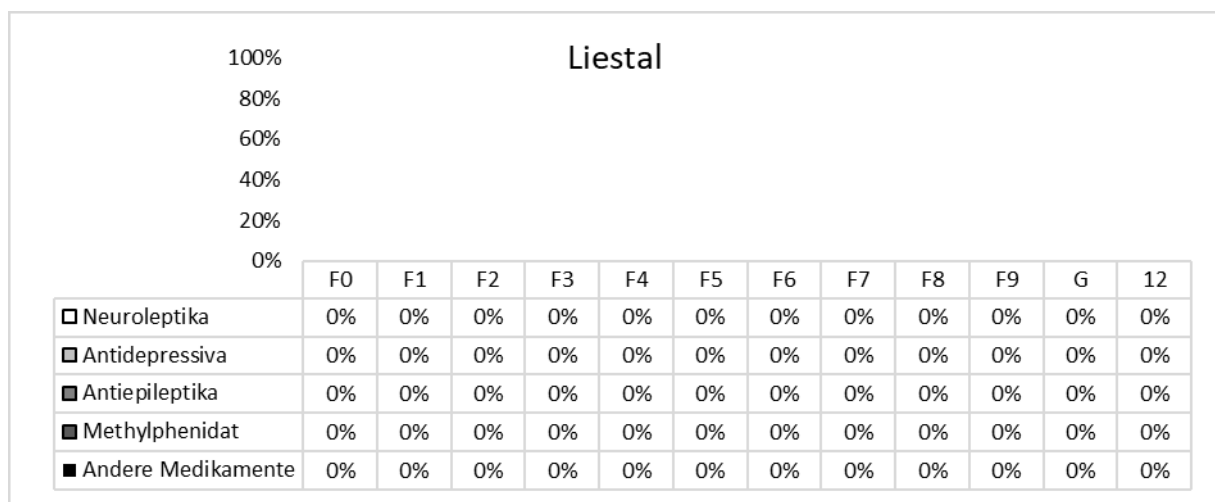 Liestal
100%
80%
60%
40%
20%
0%
F0 F1 F2 F3 F4 F5 F6 F7 F8 F9 G 12
Neuroleptika 0% 0% 0% 0% 0% 0% 0% 0% 0% 0% 0% 0%
Antidepressiva 0% 0% 0% 0% 0% 0% 0% 0% 0% 0% 0% 0%
Antiepileptika 0% 0% 0% 0% 0% 0% 0% 0% 0% 0% 0% 0%
Methylphenidat 0% 0% 0% 0% 0% 0% 0% 0% 0% 0% 0% 0%
Andere Medikamente 0% 0% 0% 0% 0% 0% 0% 0% 0% 0% 0% 0%